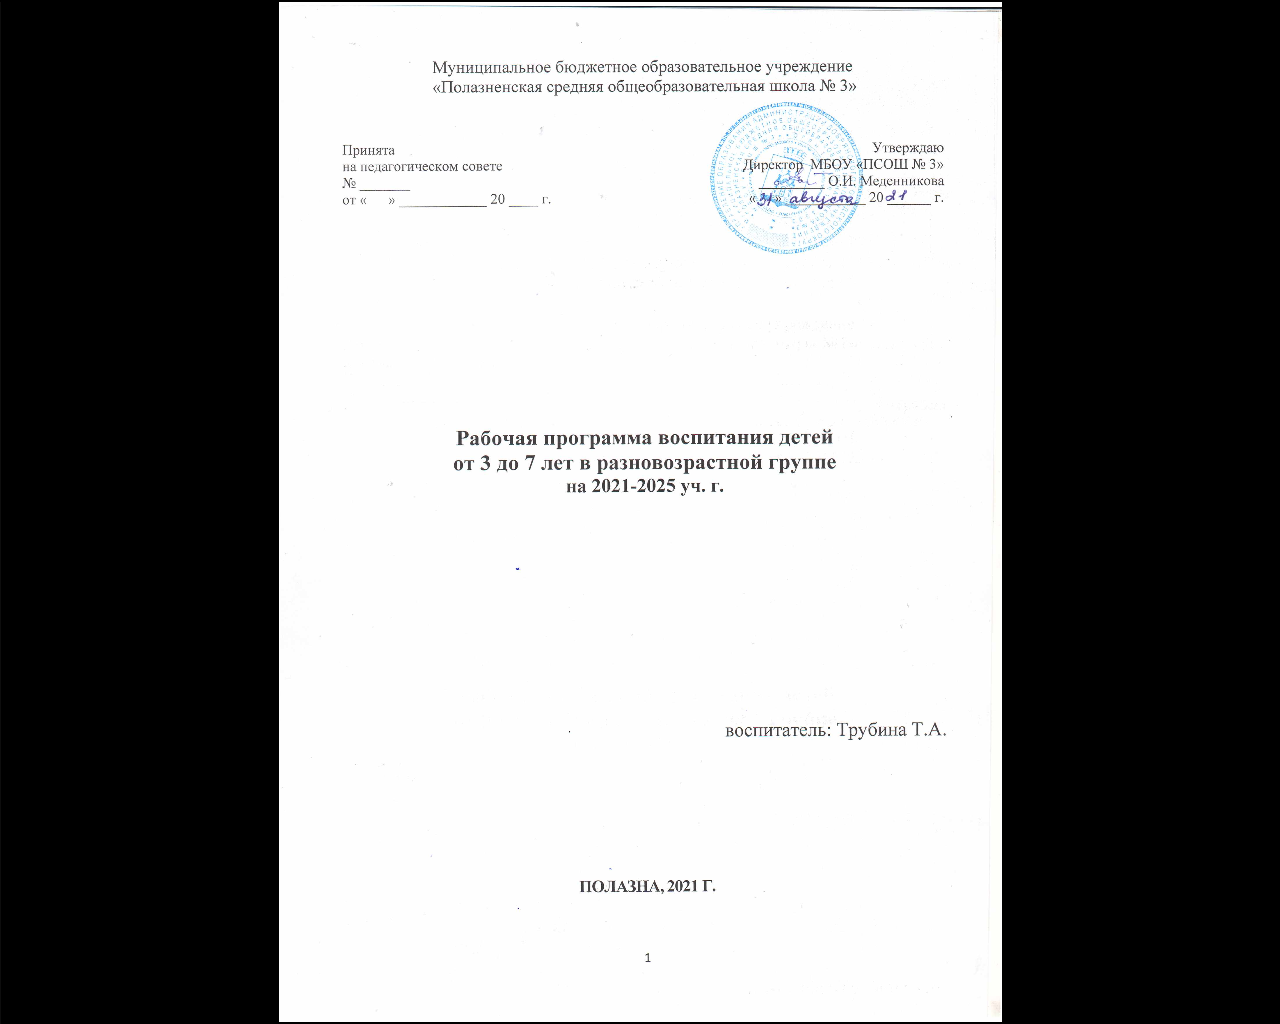 Муниципальное бюджетное образовательное учреждение
«Полазненская средняя общеобразовательная школа № 3»
Принята
на педагогическом совете
№ _______
от « » ____________ 20 ____ г.
Утверждаю
Директор МБОУ «ПСОШ № 3»
_________ О.И. Меденникова
«31» августа 2021 г.
Рабочая программа воспитания детей
от 3 до 7 лет в разновозрастной группе
на 2021-2025 уч. г.
воспитатель: Трубина Т.А.
ПОЛАЗНА, 2021 Г.
1